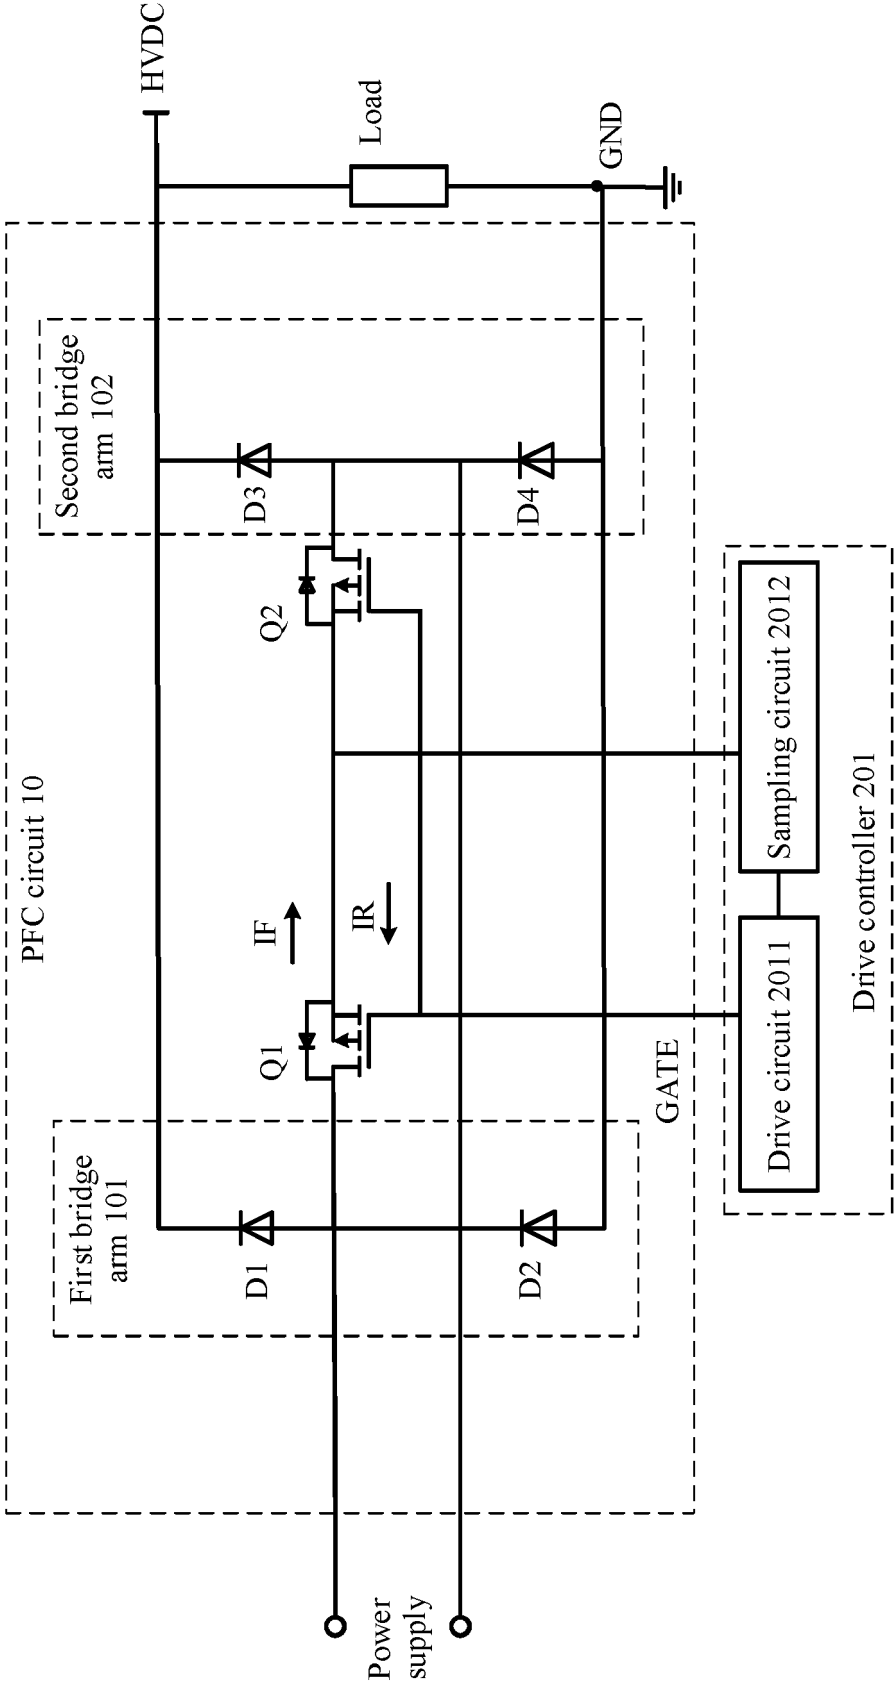 PFC circuit 10
First bridge
arm 101
Second bridge
arm 102
HVDC
D1
Q1
IF
Q2
D3
Load
IR
Power
supply
D2
D4
GND
GATE
Drive circuit 2011
Sampling circuit 2012
Drive controller 201